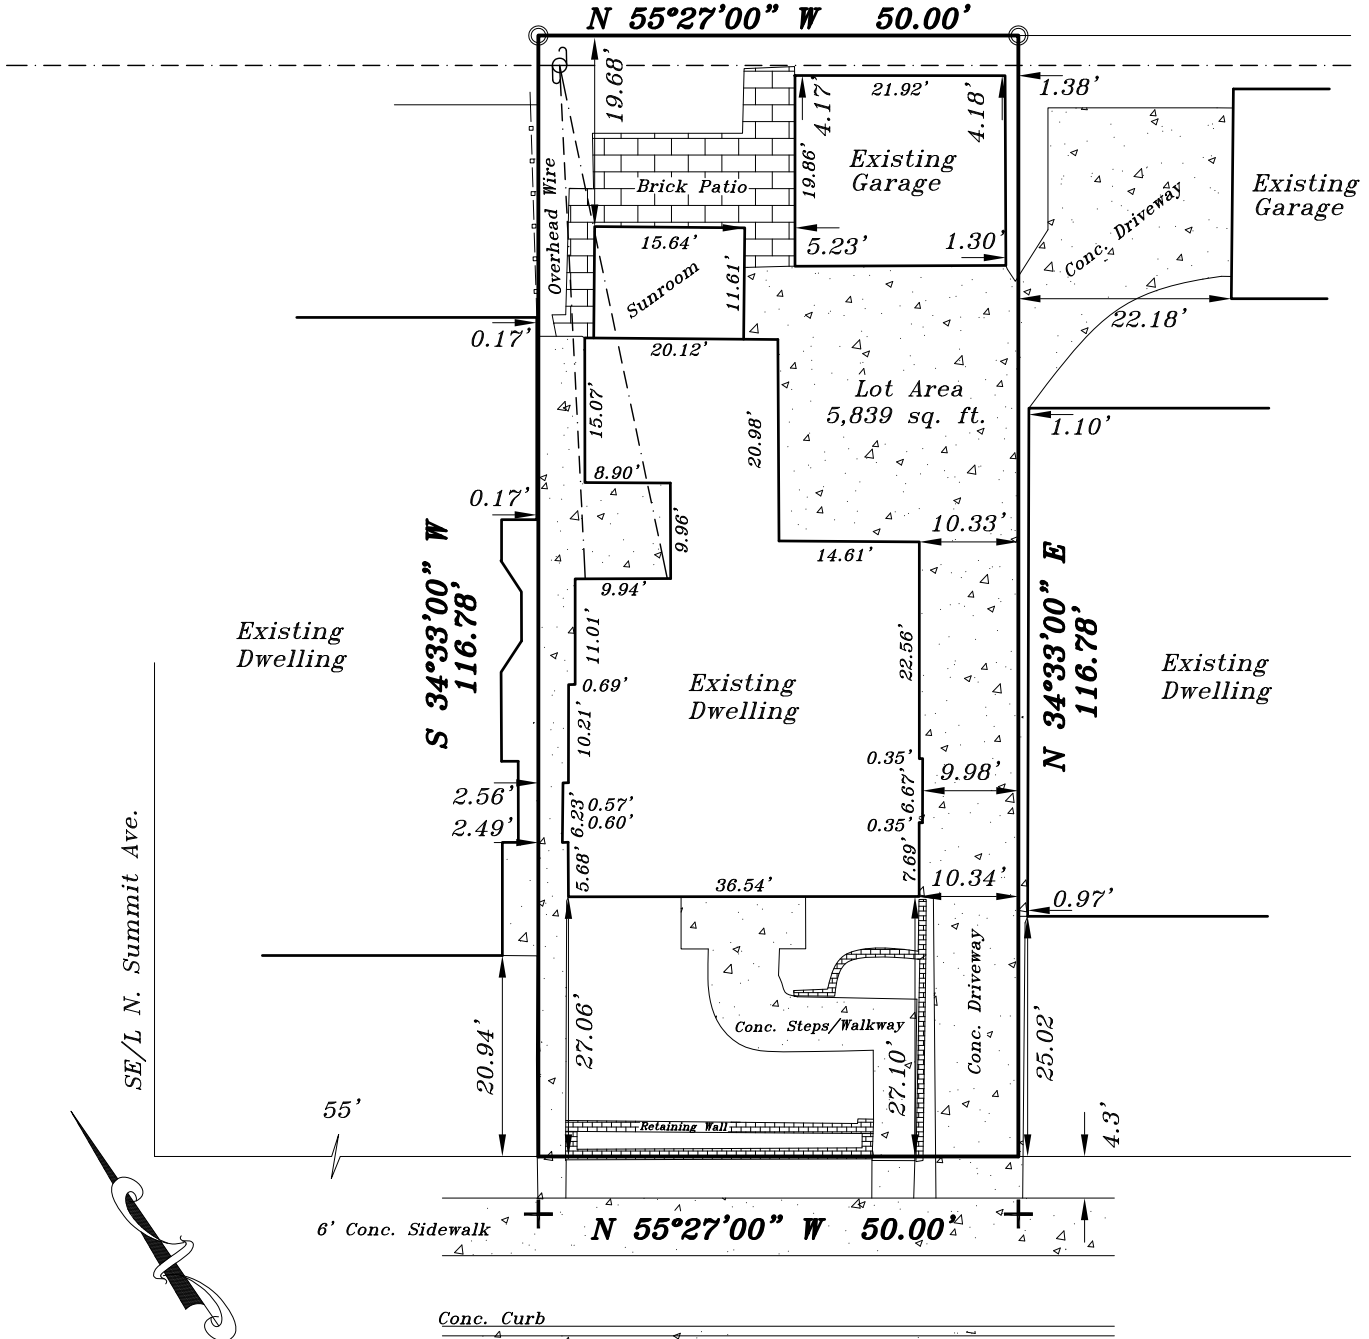 N 55°27'00" W 50.00'
19.68'
4.17'
21.92'
4.18'
1.38'
19.86'
Existing
Garage
Existing
Garage
Conc. Driveway
Overhead Wire
Brick Patio
15.64'
5.23'
1.30'
Sunroom
11.61'
22.18'
0.17'
20.12'
15.07'
20.98'
Lot Area
5,839 sq. ft.
1.10'
8.90'
0.17'
9.96'
10.33'
14.61'
9.94'
S 34°33'00" W
116.78'
N 34°33'00" E
116.78'
11.01'
22.56'
Existing
Dwelling
Existing
Dwelling
Existing
Dwelling
0.69'
10.21'
0.35'
9.98'
2.56'
6.23'
0.57'
0.60'
6.67'
2.49'
0.35'
5.68'
7.69'
36.54'
10.34'
0.97'
SE/L N. Summit Ave.
20.94'
27.06'
Conc. Steps/Walkway
27.10'
Conc. Driveway
25.02'
55'
Retaining Wall
4.3'
6' Conc. Sidewalk
N 55°27'00" W 50.00'
Conc. Curb